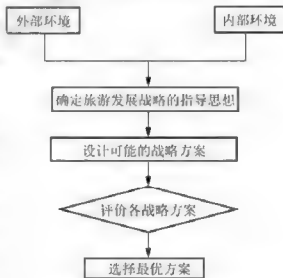 外部环境
内部环境
确定旅游发展战略的指导思想
设计可能的战略方案
评价各战略方案
选择最优方案